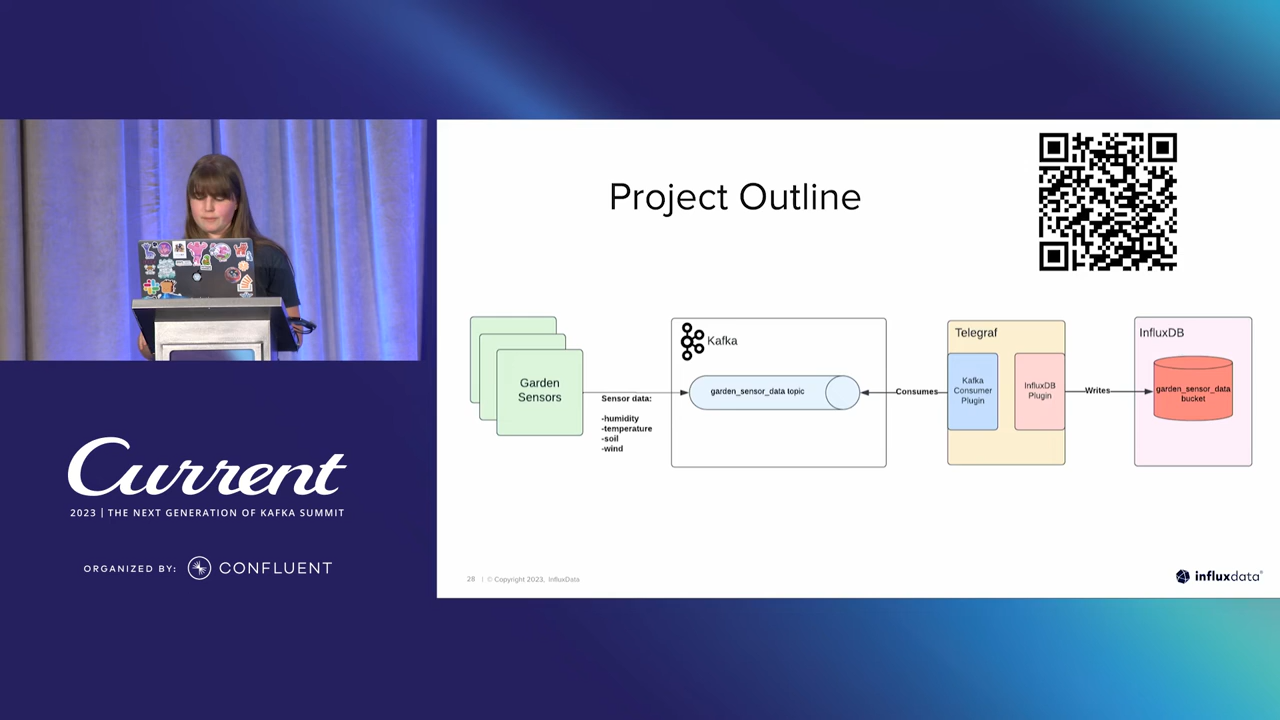 Project Outline
Garden
Sensors
Sensor data:
-humidity
-temperature
-soil
-wind
Kafka
garden_sensor_data topic
Consumes
Telegraf
Kafka
Consumer
Plugin
InfluxDB
Plugin
Writes
InfluxDB
garden_sensor_data
bucket
28 | © Copyright 2023, InfluxData
influxdata®
Current
2023 | THE NEXT GENERATION OF KAFKA SUMMIT
ORGANIZED BY: CONFLUENT